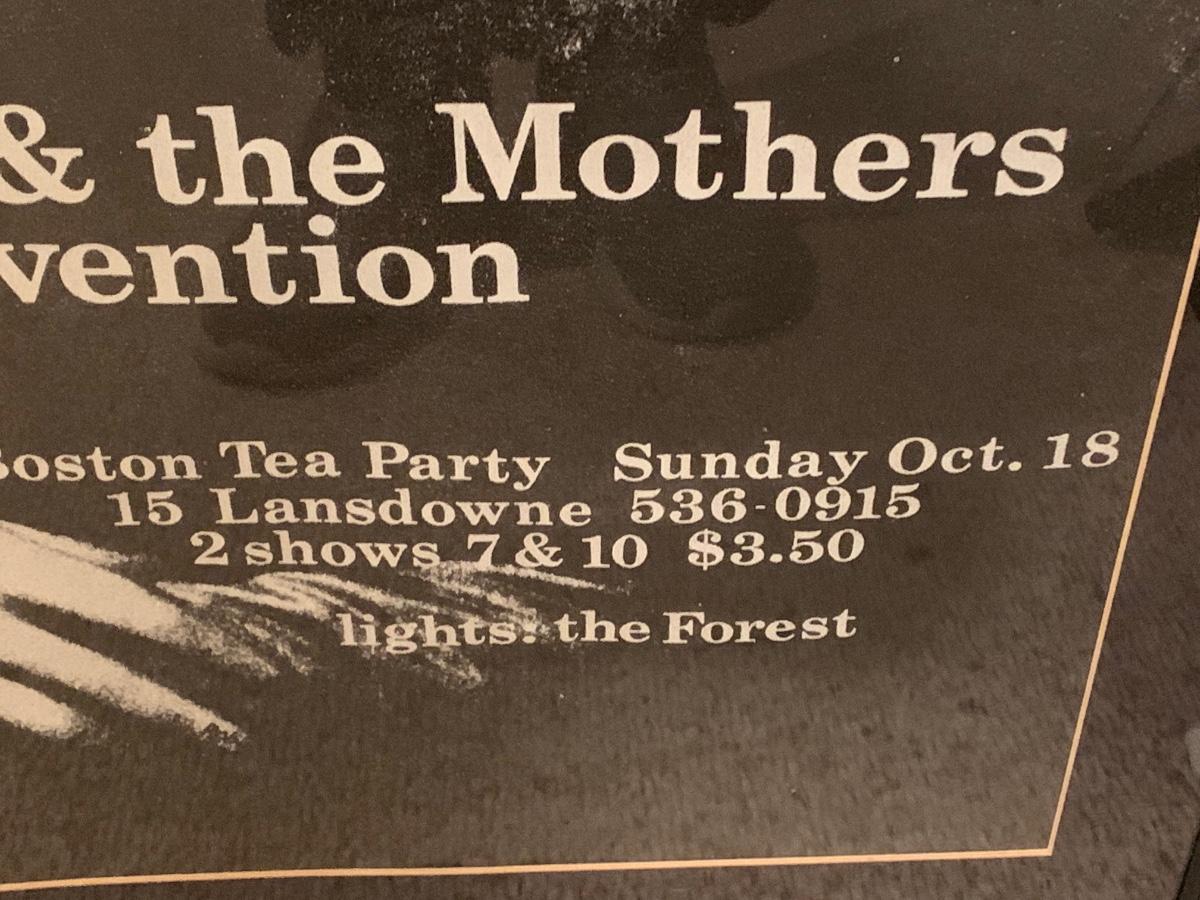 & the Mothers
vention
Boston Tea Party Sunday Oct. 18
15 Lansdowne 536-0915
2 shows 7 & 10 $3.50
lights: the Forest